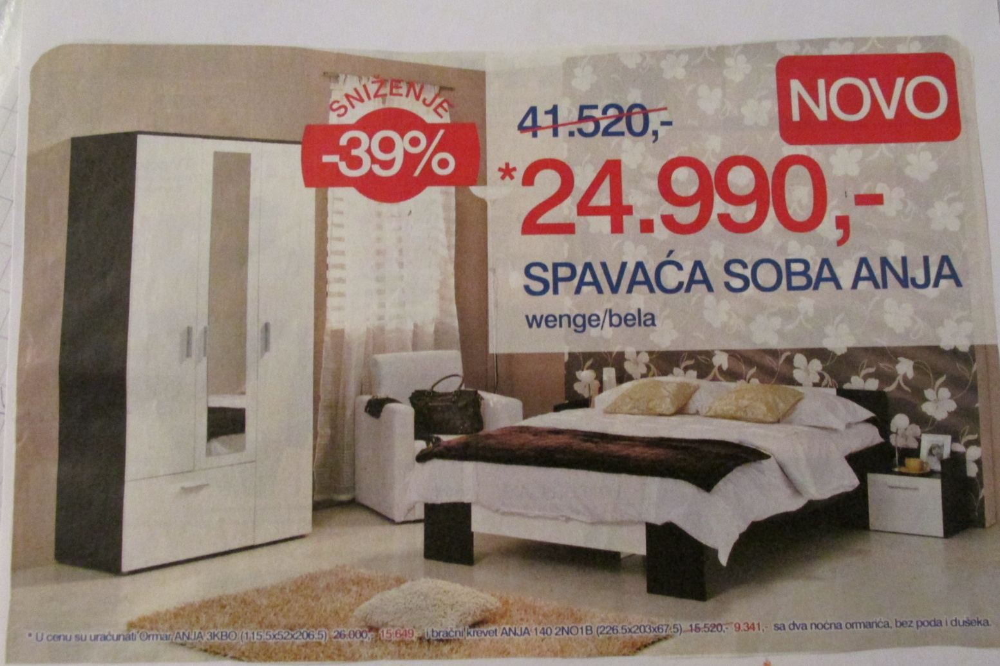 SNIŽENJE
-39%
NOVO
41.520,-
*24.990,-
SPAVAĆA SOBA ANJA
wenge/bela
* U cenu su uračunati Ormar ANJA 3KBO (115.5x52x206.5) 26.000,- 15.649,- i bračni krevet ANJA 140 2NO1B (226.5x203x67.5) 15.520,- 9.341,- sa dva noćna ormarića, bez poda i dušeka.